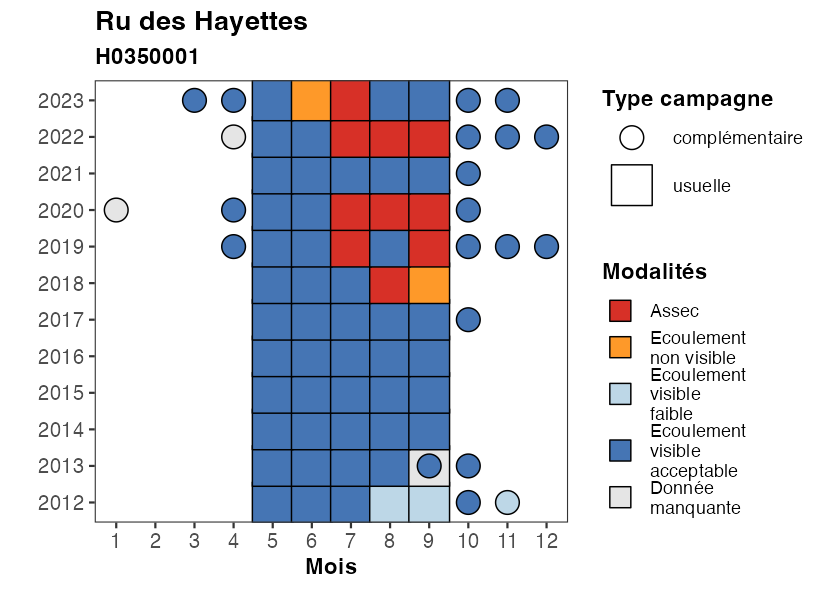 Ru des Hayettes
H0350001
2023
2022
2021
2020
2019
2018
2017
2016
2015
2014
2013
2012
1 2 3 4 5 6 7 8 9 10 11 12
Mois
Type campagne
complémentaire
usuelle
Modalités
Assec
Ecoulement
non visible
Ecoulement
visible
faible
Ecoulement
visible
acceptable
Donnée
manquante